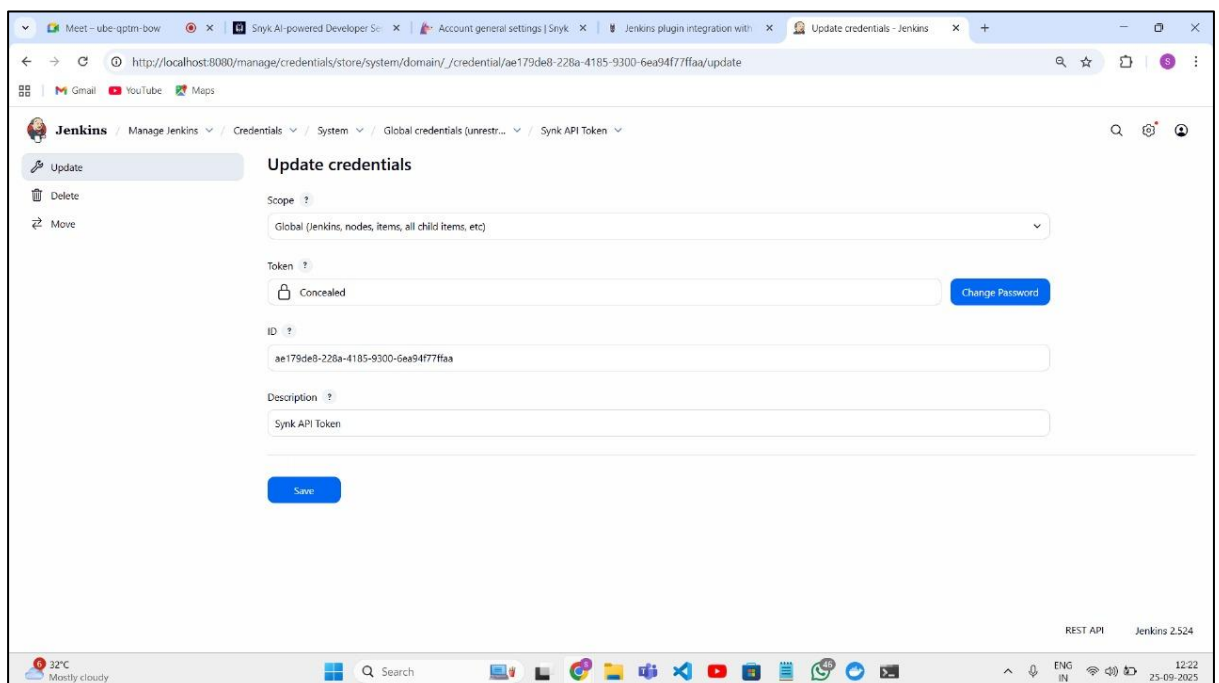 Meet – ube-qptm-bow
Snyk AI-powered Developer Se
Account general settings | Snyk
Jenkins plugin integration with
Update credentials - Jenkins
http://localhost:8080/manage/credentials/store/system/domain/_/credential/ae179de8-228a-4185-9300-6ea94f77ffaa/update
S
Gmail YouTube Maps
Jenkins / Manage Jenkins / Credentials / System / Global credentials (unrestr... / Synk API Token
Update
Delete
Move
Update credentials
Scope ?
Global (Jenkins, nodes, items, all child items, etc)
Token ?
Concealed
Change Password
ID ?
ae179de8-228a-4185-9300-6ea94f77ffaa
Description ?
Synk API Token
Save
REST API Jenkins 2.524
6
32°C
Mostly cloudy
Search
46
ENG
IN
12:22
25-09-2025